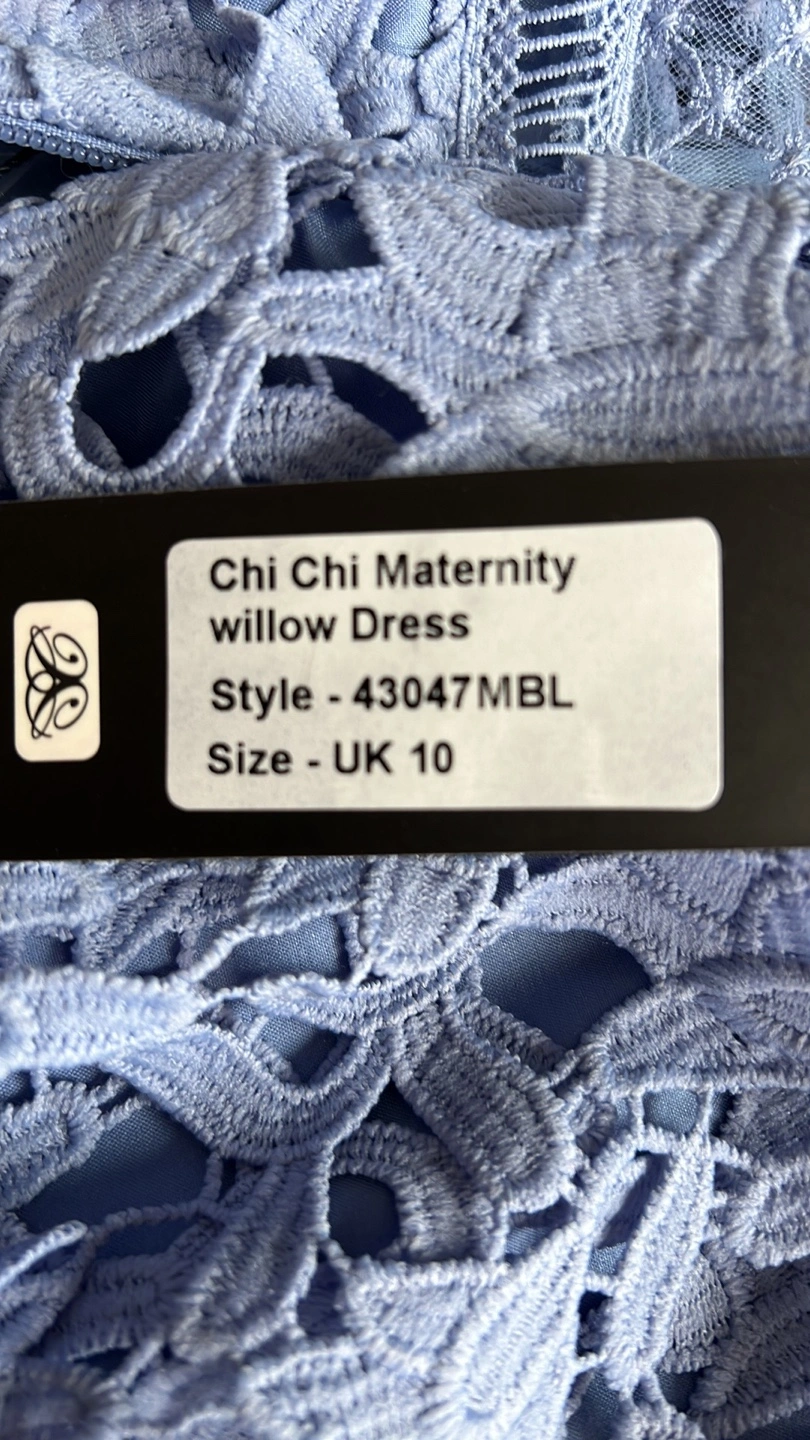 Chi Chi Maternity
willow Dress
Style - 43047MBL
Size - UK 10